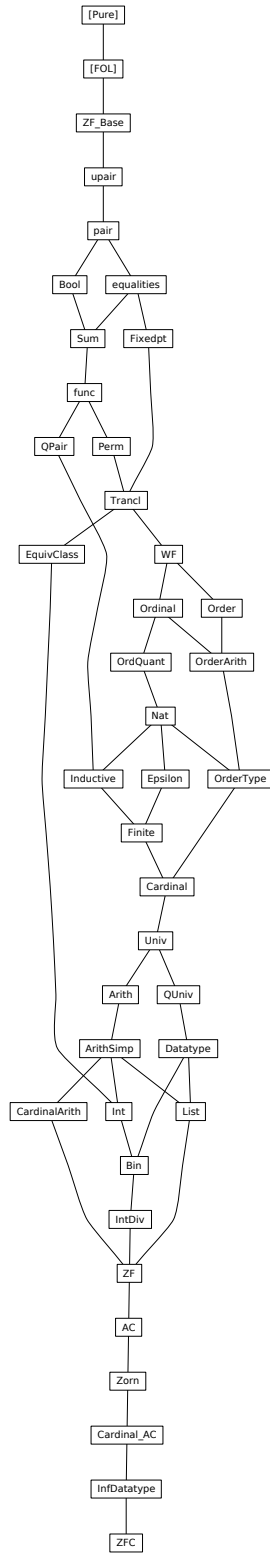 [Pure]
[FOL]
ZF_Base
upair
pair
Bool
equalities
Sum
Fixedpt
func
QPair
Perm
Trancl
EquivClass
WF
Ordinal
Order
OrdQuant
OrderArith
Nat
Inductive
Epsilon
OrderType
Finite
Cardinal
Univ
Arith
QUniv
ArithSimp
Datatype
CardinalArith
Int
List
Bin
IntDiv
ZF
AC
Zorn
Cardinal_AC
InfDatatype
ZFC